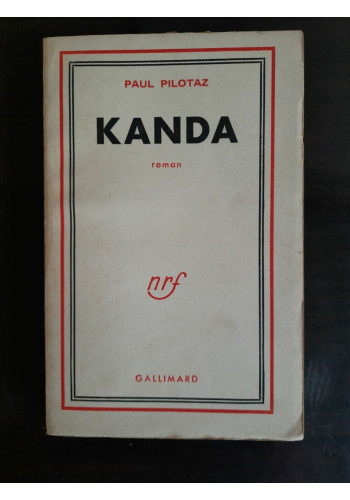 PAUL PILOTAZ
KANDA
roman
nrf
GALLIMARD